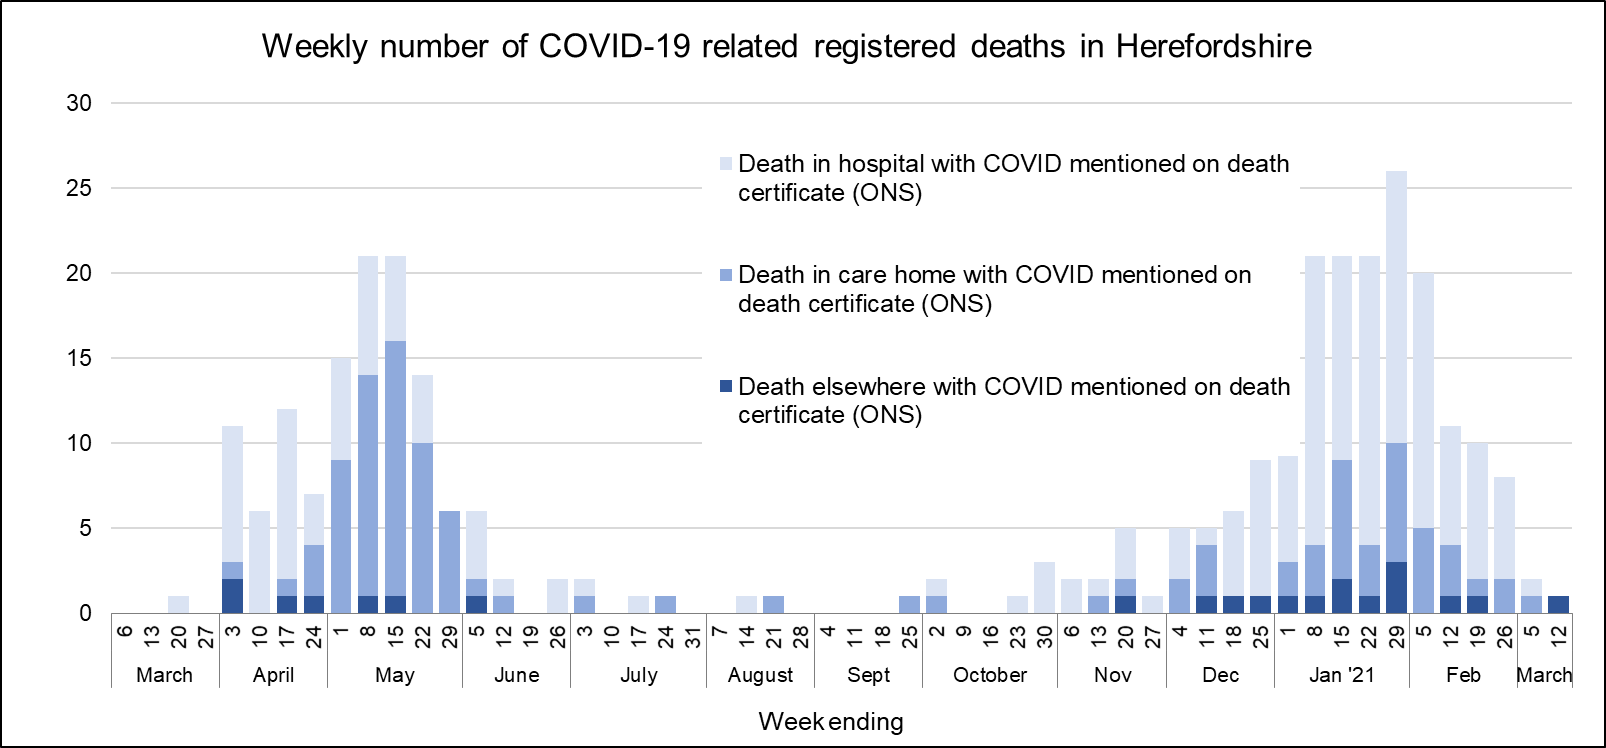 Weekly number of COVID-19 related registered deaths in Herefordshire
30
25
20
15
10
5
0
Death in hospital with COVID mentioned on death
certificate (ONS)
Death in care home with COVID mentioned on
death certificate (ONS)
Death elsewhere with COVID mentioned on death
certificate (ONS)
6 13 20 27 3 10 17 24 1 8 15 22 29 5 12 19 26 3 10 17 24 31 7 14 21 28 4 11 18 25 2 9 16 23 30 6 13 20 27 4 11 18 25 1 8 15 22 29 5 12 19 26 5 12
March April May June July August Sept October Nov Dec Jan '21 Feb March
Week ending